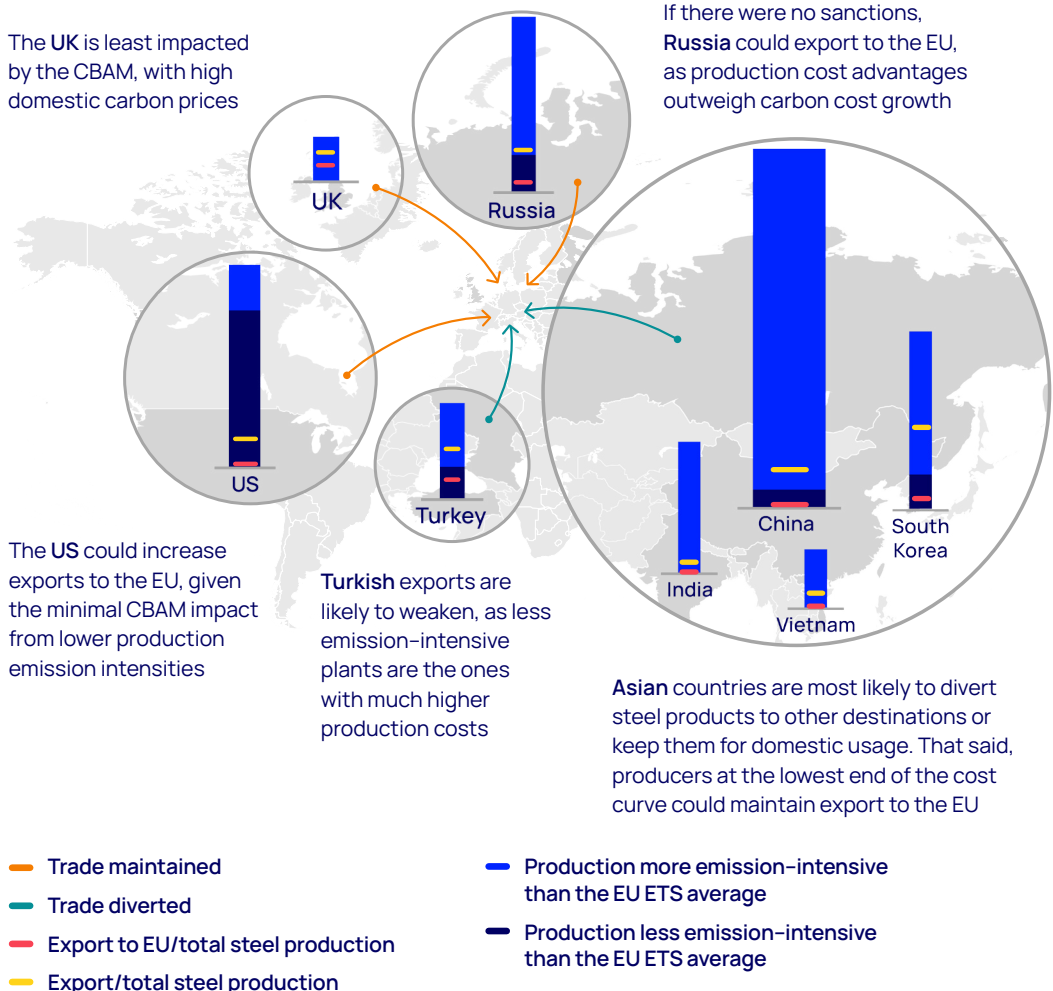 The UK is least impacted
by the CBAM, with high
domestic carbon prices
If there were no sanctions,
Russia could export to the EU,
as production cost advantages
outweigh carbon cost growth
UK
Russia
US
Turkey
China
South
Korea
India
Vietnam
The US could increase
exports to the EU, given
the minimal CBAM impact
from lower production
emission intensities
Turkish exports are
likely to weaken, as less
emission–intensive
plants are the ones
with much higher
production costs
Asian countries are most likely to divert
steel products to other destinations or
keep them for domestic usage. That said,
producers at the lowest end of the cost
curve could maintain export to the EU
Trade maintained
Trade diverted
Export to EU/total steel production
Export/total steel production
Production more emission–intensive
than the EU ETS average
Production less emission–intensive
than the EU ETS average